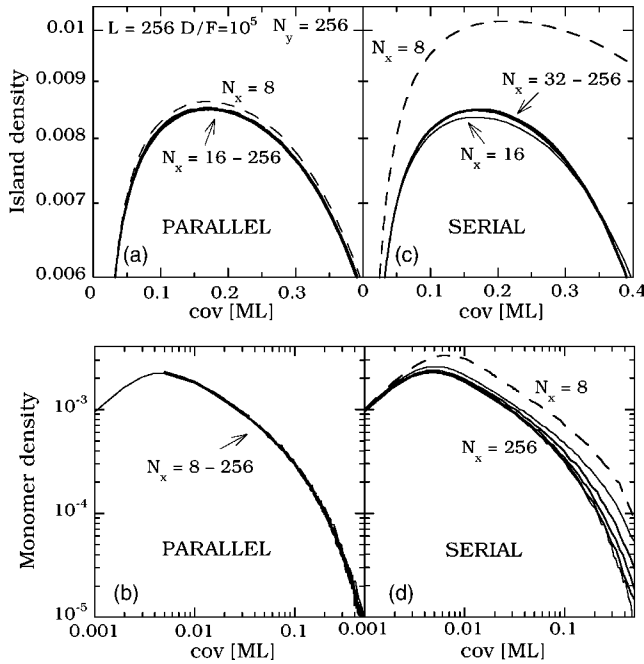 L = 256 D/F=10⁵ N_y = 256
N_x = 8
N_x = 16 - 256
PARALLEL
(a)
Island density
0.01
0.009
0.008
0.007
0.006
0 0.1 0.2 0.3
cov [ML]
N_x = 8
N_x = 32 - 256
N_x = 16
SERIAL
(c)
0 0.1 0.2 0.3 0.4
cov [ML]
Monomer density
10⁻³
10⁻⁴
10⁻⁵
N_x = 8 - 256
PARALLEL
(b)
0.001 0.01 0.1
cov [ML]
N_x = 8
N_x = 256
SERIAL
(d)
0.001 0.01 0.1
cov [ML]